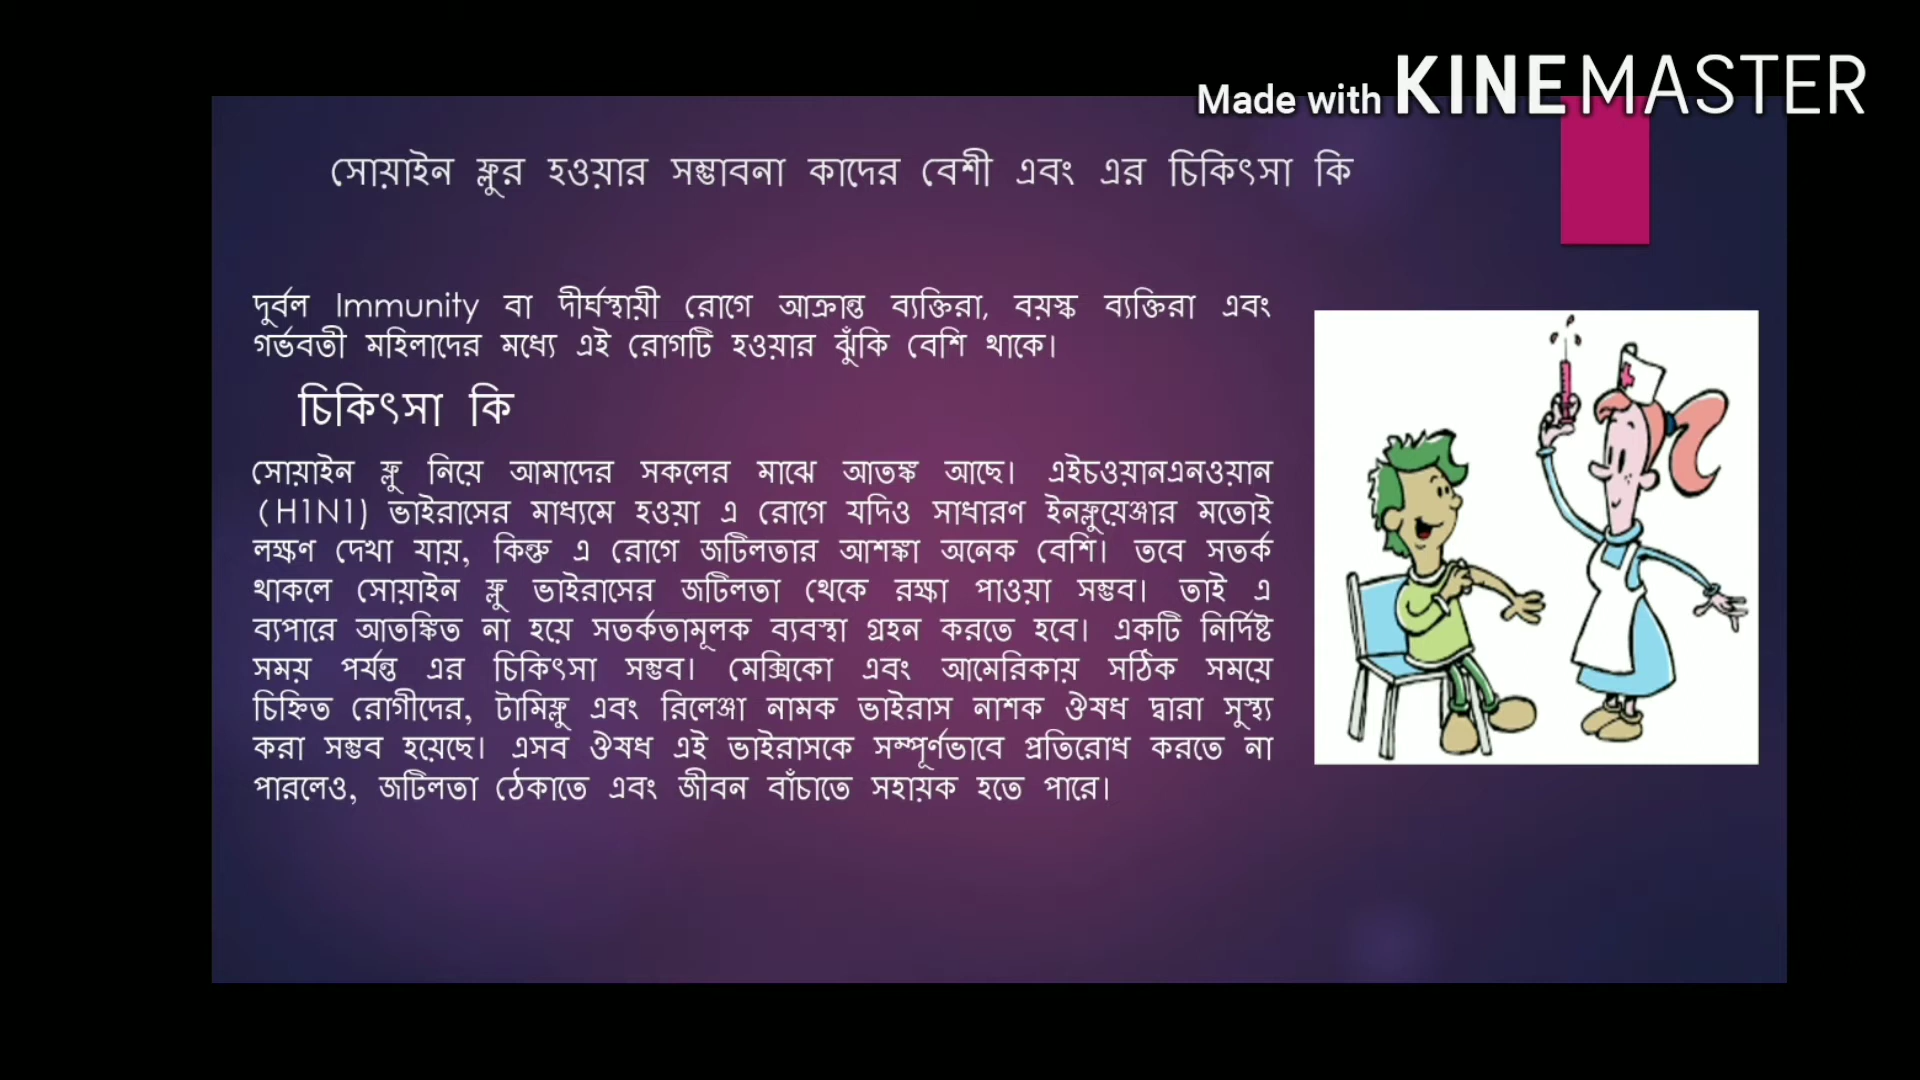 Made with KINEMASTER
সোয়াইন ফ্লুর হওয়ার সম্ভাবনা কাদের বেশী এবং এর চিকিৎসা কি
দুর্বল Immunity বা দীর্ঘস্থায়ী রোগে আক্রান্ত ব্যক্তিরা, বয়স্ক ব্যক্তিরা এবং
গর্ভবতী মহিলাদের মধ্যে এই রোগটি হওয়ার ঝুঁকি বেশি থাকে।
চিকিৎসা কি
সোয়াইন ফ্লু নিয়ে আমাদের সকলের মাঝে আতঙ্ক আছে। এইচওয়ানএনওয়ান
(H1N1) ভাইরাসের মাধ্যমে হওয়া এ রোগে যদিও সাধারণ ইনফ্লুয়েঞ্জার মতোই
লক্ষণ দেখা যায়, কিন্তু এ রোগে জটিলতার আশঙ্কা অনেক বেশি। তবে সতর্ক
থাকলে সোয়াইন ফ্লু ভাইরাসের জটিলতা থেকে রক্ষা পাওয়া সম্ভব। তাই এ
ব্যপারে আতঙ্কিত না হয়ে সতর্কতামূলক ব্যবস্থা গ্রহন করতে হবে। একটি নির্দিষ্ট
সময় পর্যন্ত এর চিকিৎসা সম্ভব। মেক্সিকো এবং আমেরিকায় সঠিক সময়ে
চিহ্নিত রোগীদের, টামিফ্লু এবং রিলেঞ্জা নামক ভাইরাস নাশক ঔষধ দ্বারা সুস্থ্য
করা সম্ভব হয়েছে। এসব ঔষধ এই ভাইরাসকে সম্পূর্ণভাবে প্রতিরোধ করতে না
পারলেও, জটিলতা ঠেকাতে এবং জীবন বাঁচাতে সহায়ক হতে পারে।